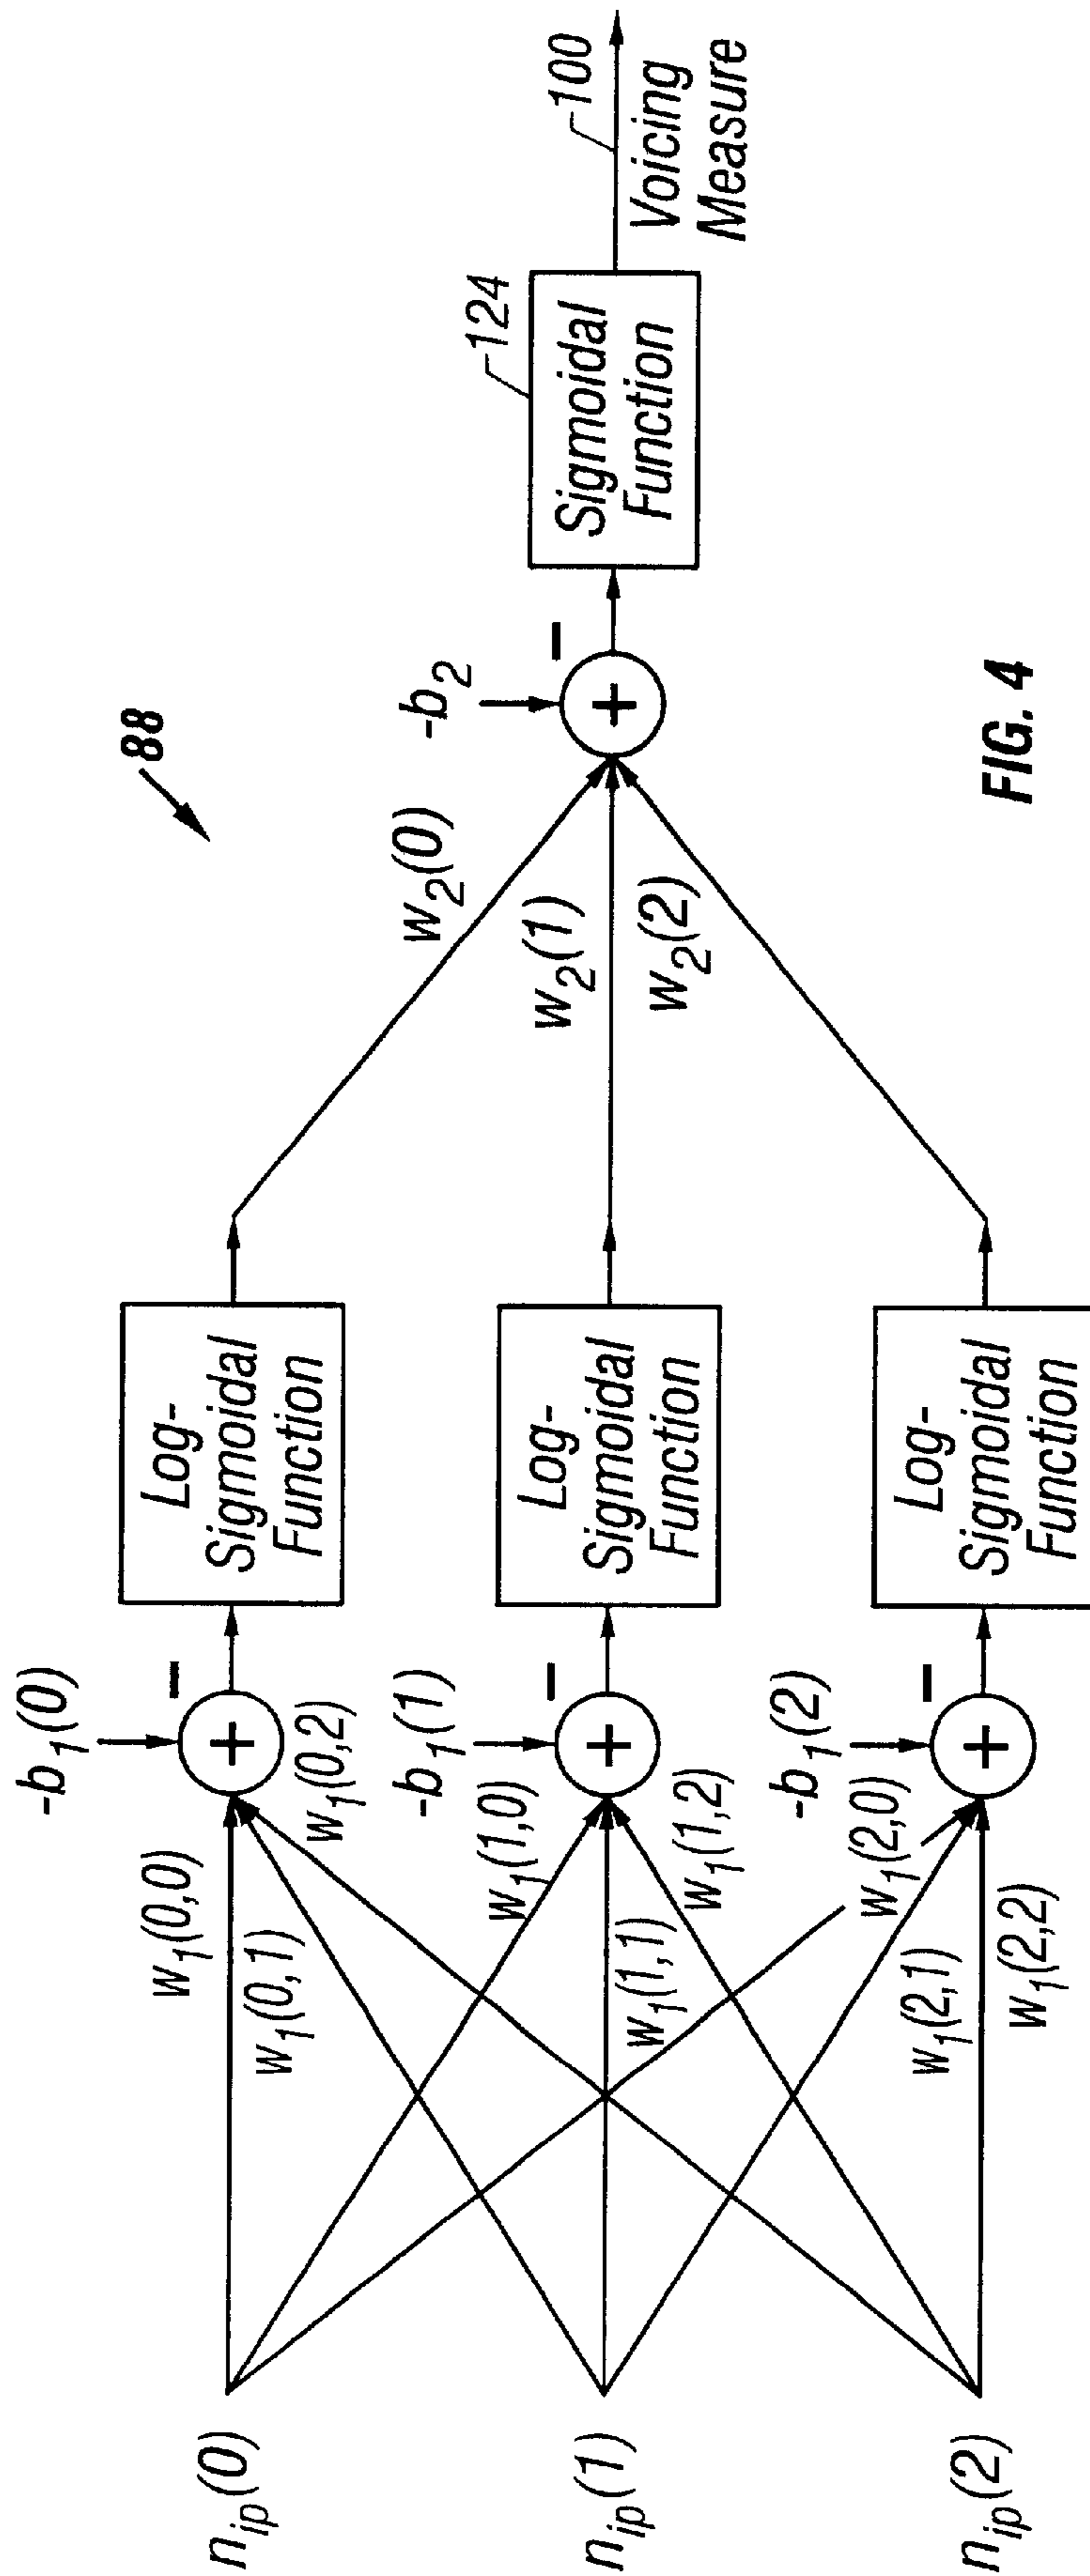 88
n_ip(0)
n_ip(1)
n_ip(2)
w_1(0,0)
w_1(0,1)
w_1(0,2)
w_1(1,0)
w_1(1,1)
w_1(1,2)
w_1(2,0)
w_1(2,1)
w_1(2,2)
-b_1(0)
+
−
-b_1(1)
+
−
-b_1(2)
+
−
Log-
Sigmoidal
Function
Log-
Sigmoidal
Function
Log-
Sigmoidal
Function
w_2(0)
w_2(1)
w_2(2)
-b_2
+
−
124
Sigmoidal
Function
100
Voicing
Measure
FIG. 4